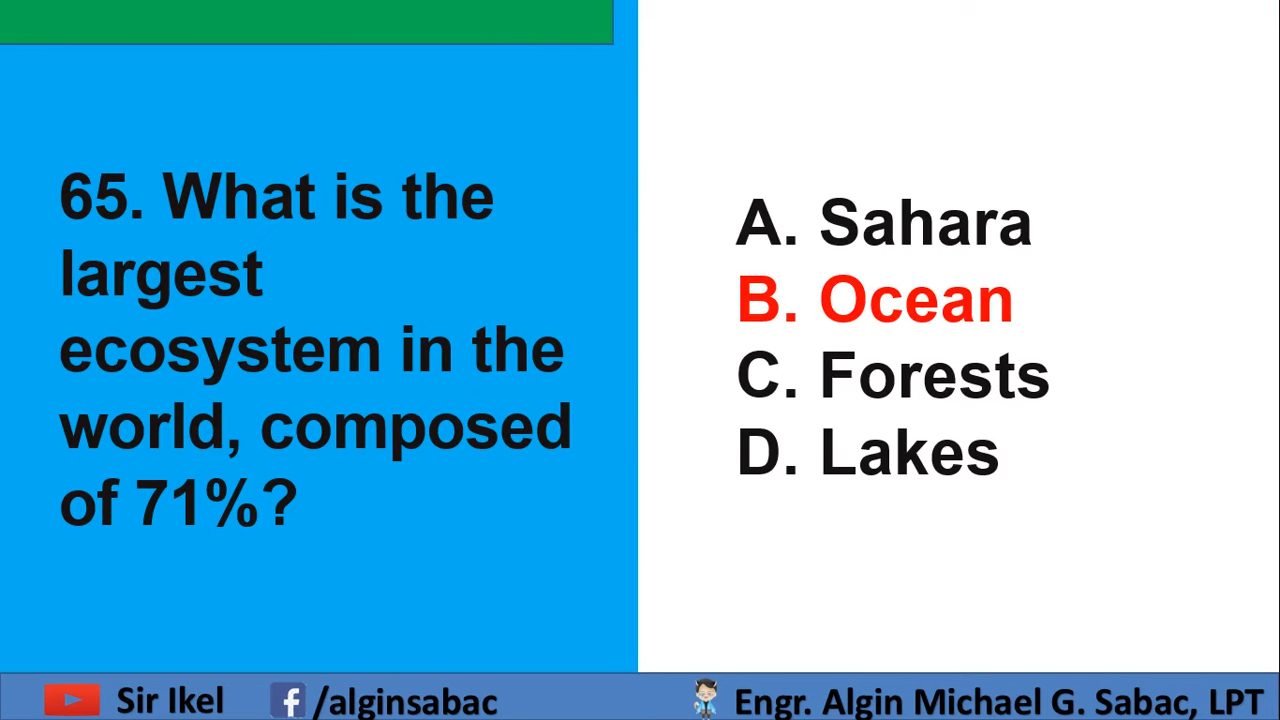 65. What is the
largest
ecosystem in the
world, composed
of 71%?
A. Sahara
B. Ocean
C. Forests
D. Lakes
Sir Ikel
/alginsabac
Engr. Algin Michael G. Sabac, LPT